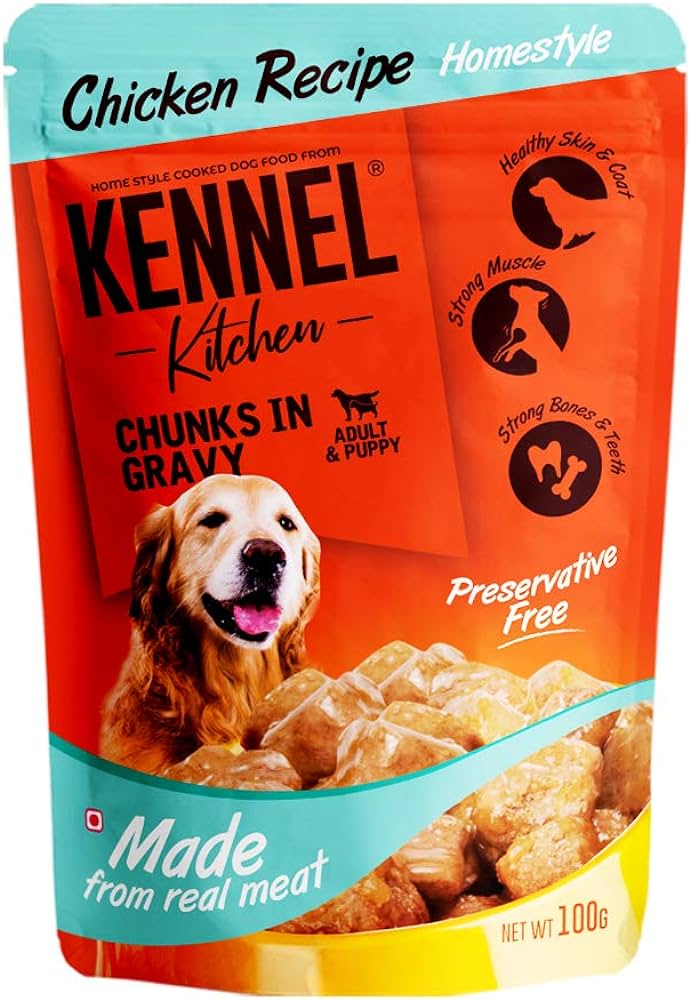 Chicken Recipe Homestyle
HOME STYLE COOKED DOG FOOD FROM
KENNEL®
Kitchen
CHUNKS IN
GRAVY
ADULT
& PUPPY
Healthy Skin & Coat
Strong Muscle
Strong Bones & Teeth
Preservative
Free
Made
from real meat
NET WT 100G